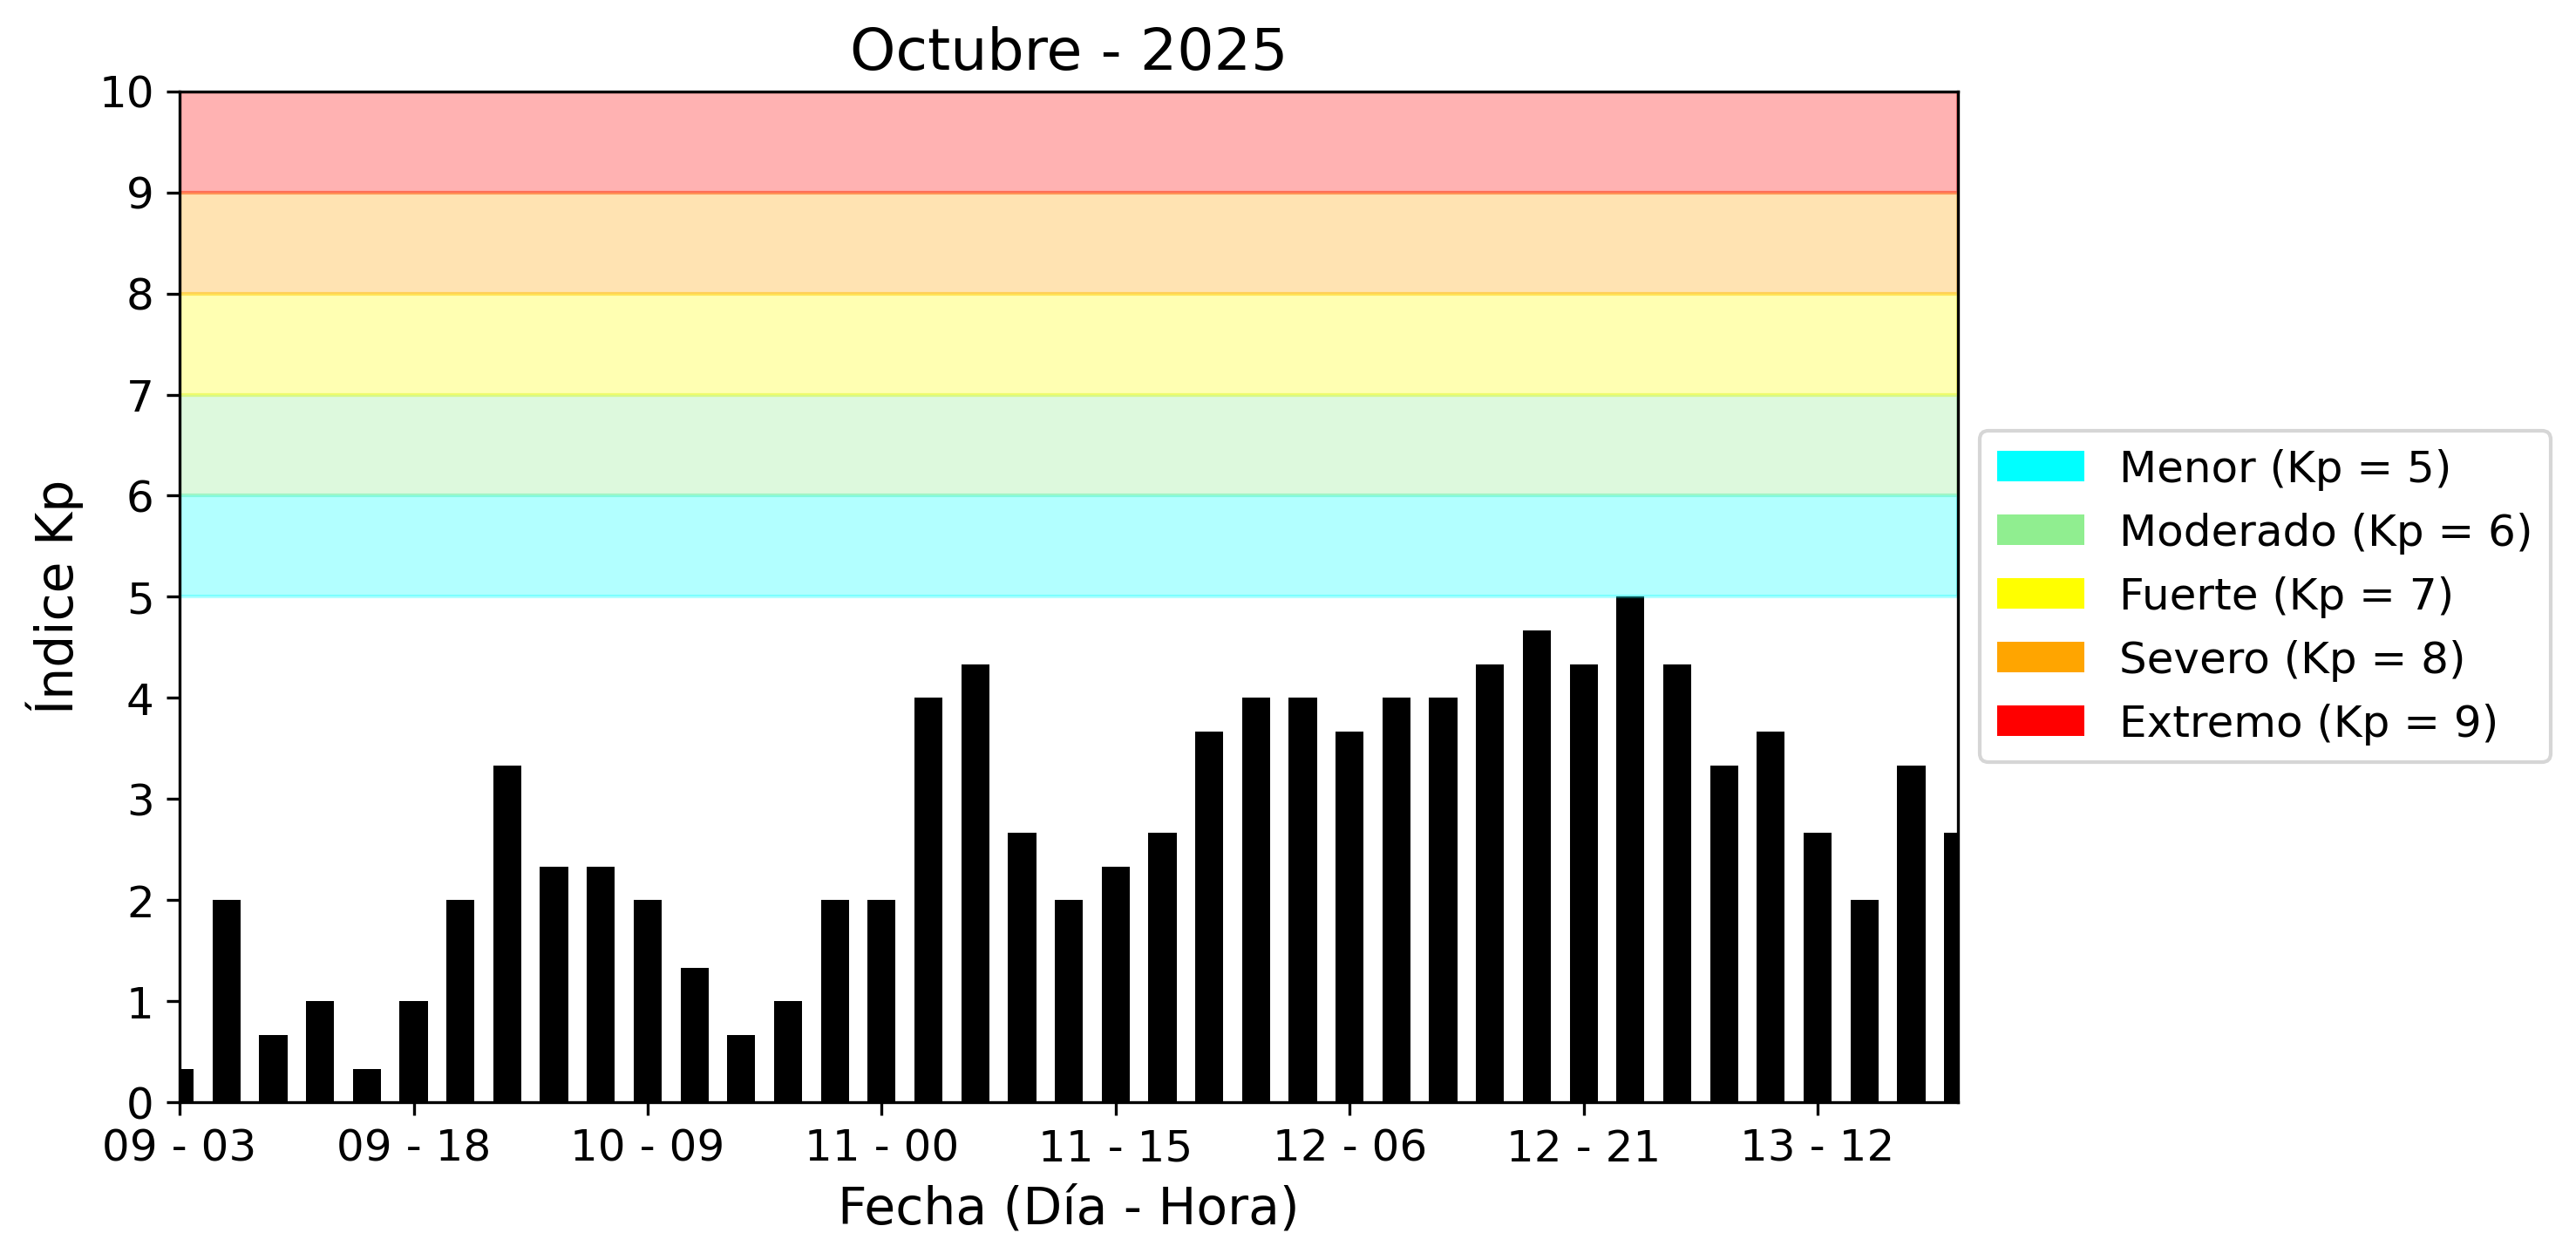 Octubre - 2025
10
9
8
7
6
5
4
3
2
1
0
Índice Kp
09 - 03
09 - 18
10 - 09
11 - 00
11 - 15
12 - 06
12 - 21
13 - 12
Fecha (Día - Hora)
Menor (Kp = 5)
Moderado (Kp = 6)
Fuerte (Kp = 7)
Severo (Kp = 8)
Extremo (Kp = 9)